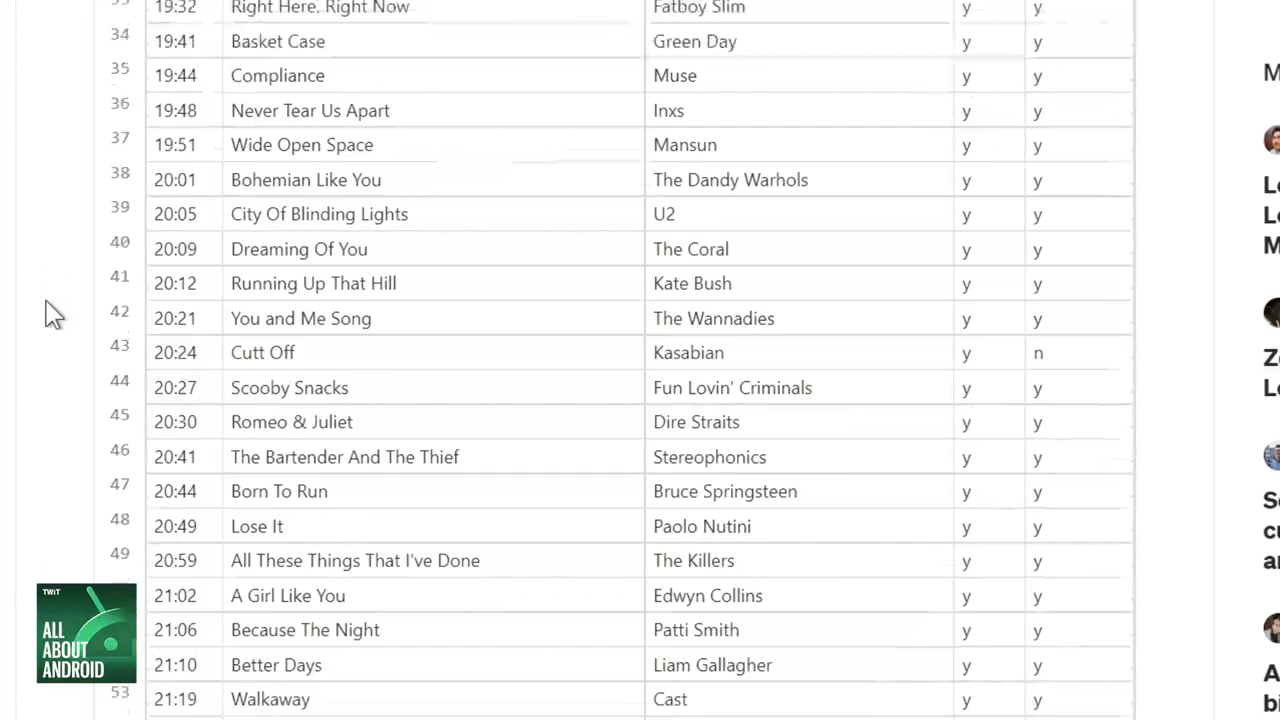 33 19:32 Right Here, Right Now Fatboy Slim y y
34 19:41 Basket Case Green Day y y
35 19:44 Compliance Muse y y
36 19:48 Never Tear Us Apart Inxs y y
37 19:51 Wide Open Space Mansun y y
38 20:01 Bohemian Like You The Dandy Warhols y y
39 20:05 City Of Blinding Lights U2 y y
40 20:09 Dreaming Of You The Coral y y
41 20:12 Running Up That Hill Kate Bush y y
42 20:21 You and Me Song The Wannadies y y
43 20:24 Cutt Off Kasabian y n
44 20:27 Scooby Snacks Fun Lovin' Criminals y y
45 20:30 Romeo & Juliet Dire Straits y y
46 20:41 The Bartender And The Thief Stereophonics y y
47 20:44 Born To Run Bruce Springsteen y y
48 20:49 Lose It Paolo Nutini y y
49 20:59 All These Things That I've Done The Killers y y
21:02 A Girl Like You Edwyn Collins y y
21:06 Because The Night Patti Smith y y
21:10 Better Days Liam Gallagher y y
53 21:19 Walkaway Cast y y
TWiT
ALL
ABOUT
ANDROID